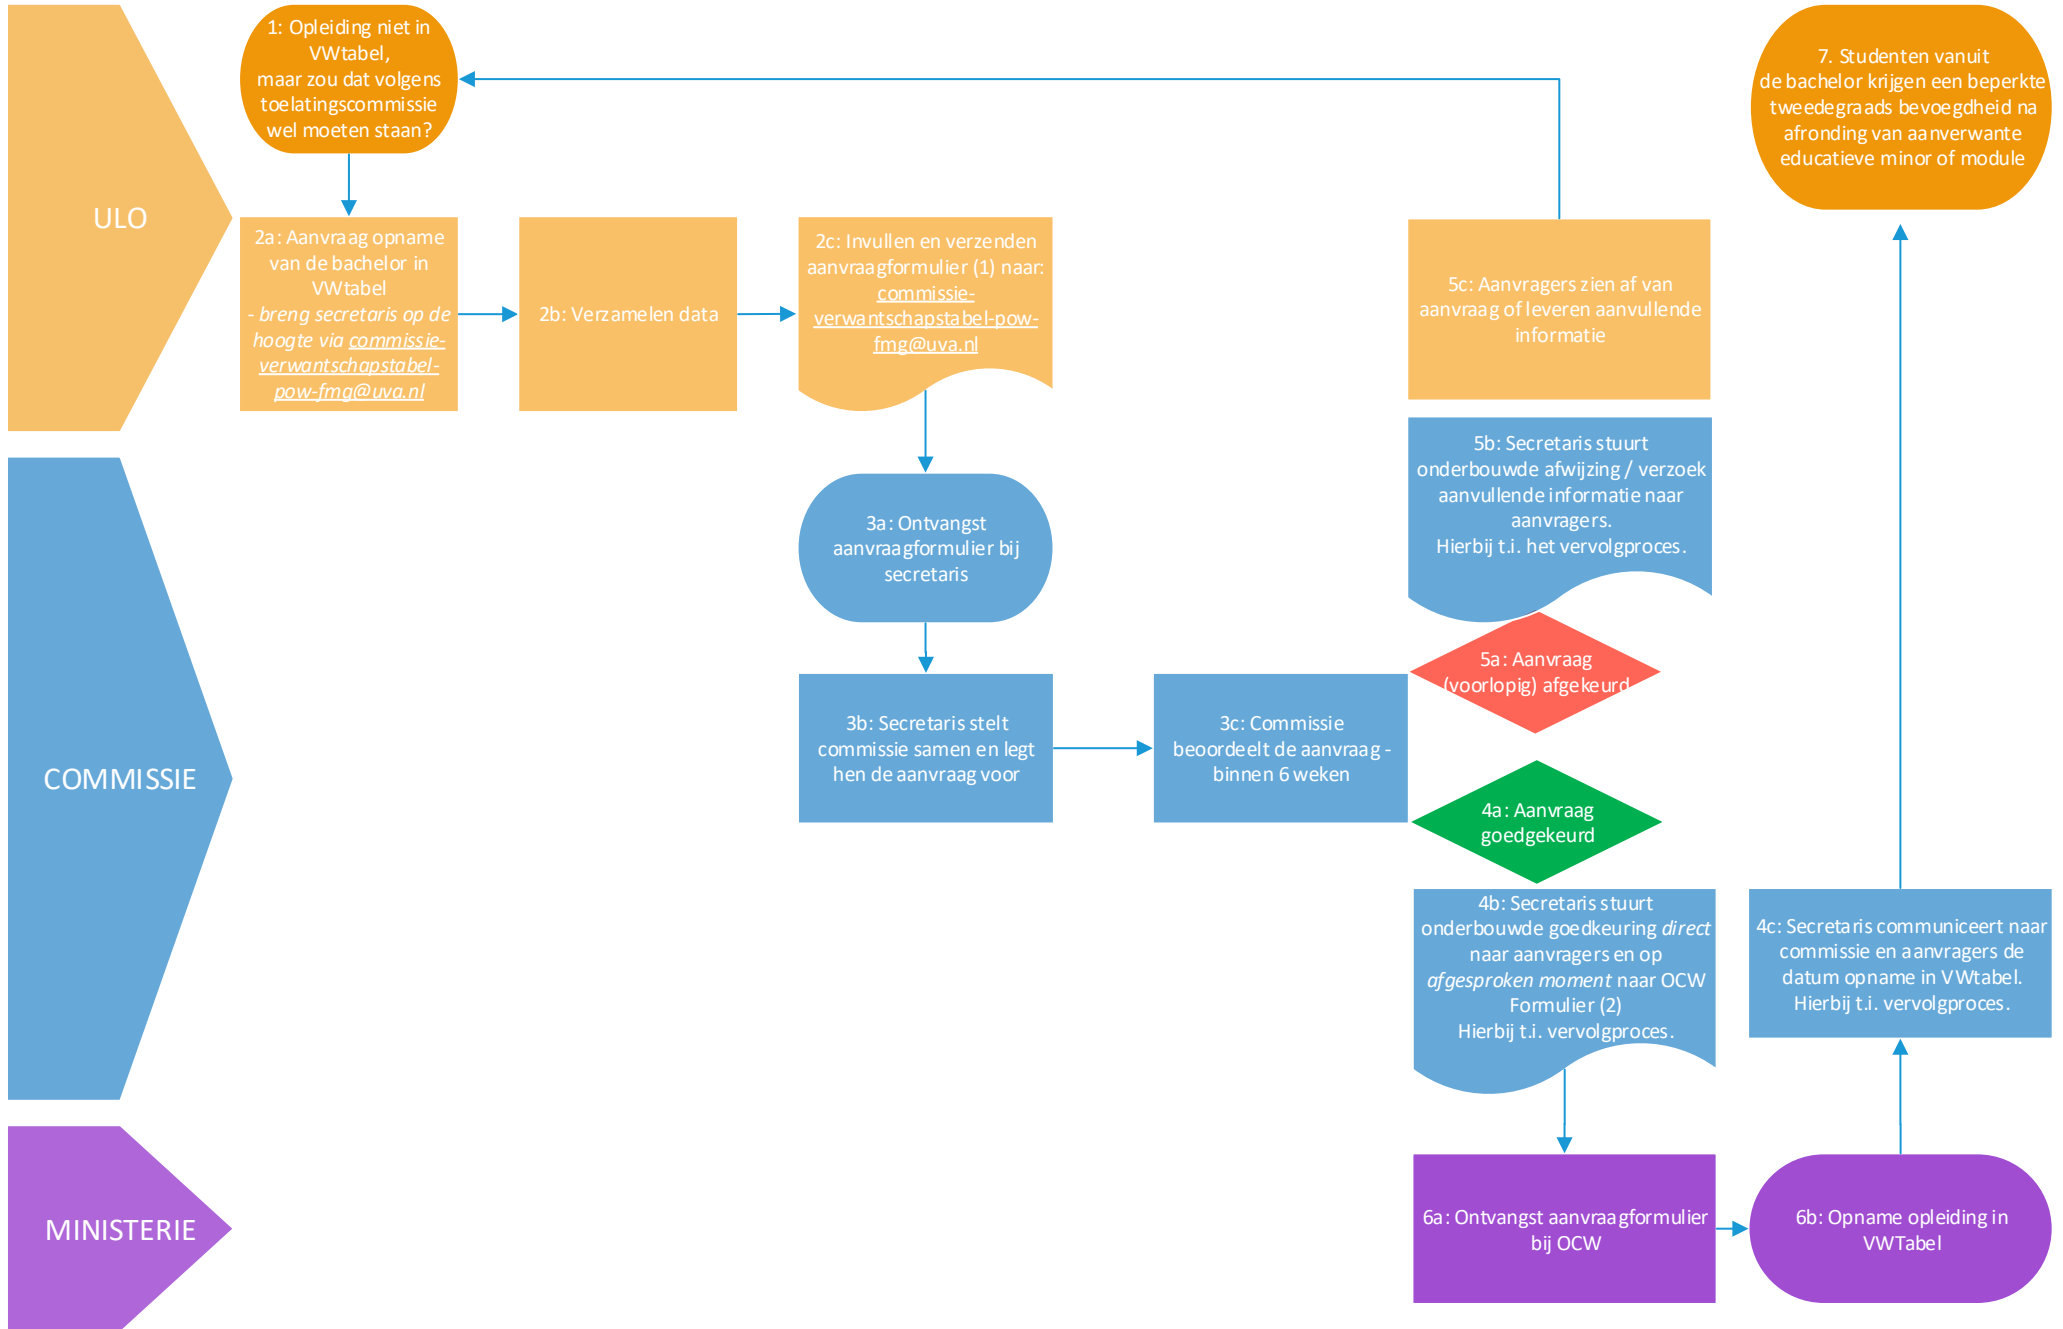 1: Opleiding niet in
VWtabel,
maar zou dat volgens
toelatingscommissie
wel moeten staan?
7. Studenten vanuit
de bachelor krijgen een beperkte
tweedegraads bevoegdheid na
afronding van aanverwante
educatieve minor of module
ULO
2a: Aanvraag opname
van de bachelor in
VWtabel
- breng secretaris op de
hoogte via commissie-
verwantschapstabel-
pow-fmg@uva.nl
2b: Verzamelen data
2c: Invullen en verzenden
aanvraagformulier (1) naar:
commissie-
verwantschapstabel-pow-
fmg@uva.nl
5c: Aanvragers zien af van
aanvraag of leveren aanvullende
informatie
5b: Secretaris stuurt
onderbouwde afwijzing / verzoek
aanvullende informatie naar
aanvragers.
Hierbij t.i. het vervolgproces.
3a: Ontvangst
aanvraagformulier bij
secretaris
5a: Aanvraag
(voorlopig) afgekeurd
COMMISSIE
3b: Secretaris stelt
commissie samen en legt
hen de aanvraag voor
3c: Commissie
beoordeelt de aanvraag -
binnen 6 weken
4a: Aanvraag
goedgekeurd
4b: Secretaris stuurt
onderbouwde goedkeuring direct
naar aanvragers en op
afgesproken moment naar OCW
Formulier (2)
Hierbij t.i. vervolgproces.
4c: Secretaris communiceert naar
commissie en aanvragers de
datum opname in VWtabel.
Hierbij t.i. vervolgproces.
MINISTERIE
6a: Ontvangst aanvraagformulier
bij OCW
6b: Opname opleiding in
VWTabel